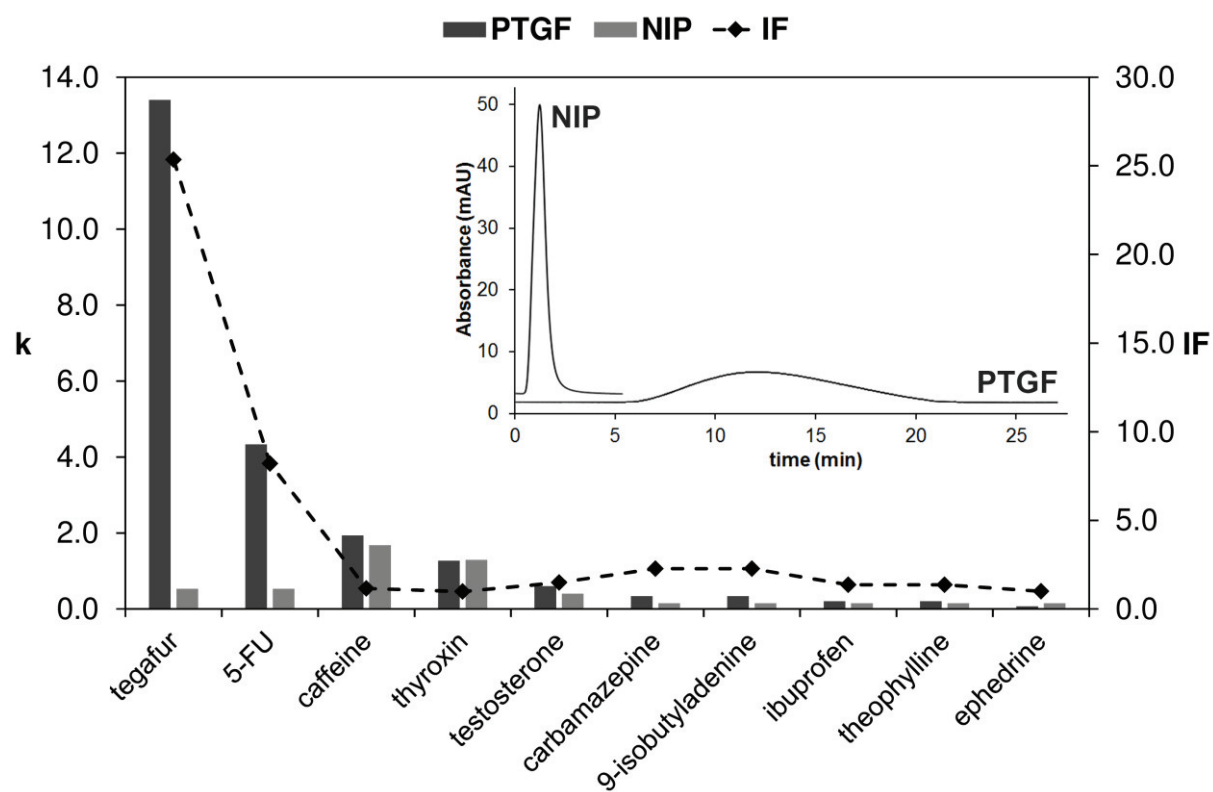 PTGF NIP IF
14.0
12.0
10.0
8.0
6.0
4.0
2.0
0.0
k
30.0
25.0
20.0
15.0
10.0
5.0
0.0
IF
50
40
30
20
10
0
Absorbance (mAU)
NIP
PTGF
0 5 10 15 20 25
time (min)
tegafur
5-FU
caffeine
thyroxin
testosterone
carbamazepine
9-isobutyladenine
ibuprofen
theophylline
ephedrine